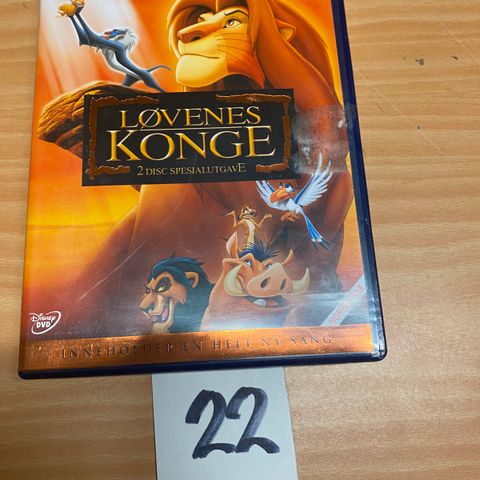 LØVENES
KONGE
2 DISC SPESIALUTGAVE
Disney
DVD
INNEHOLDER EN HELT NY SANG
22